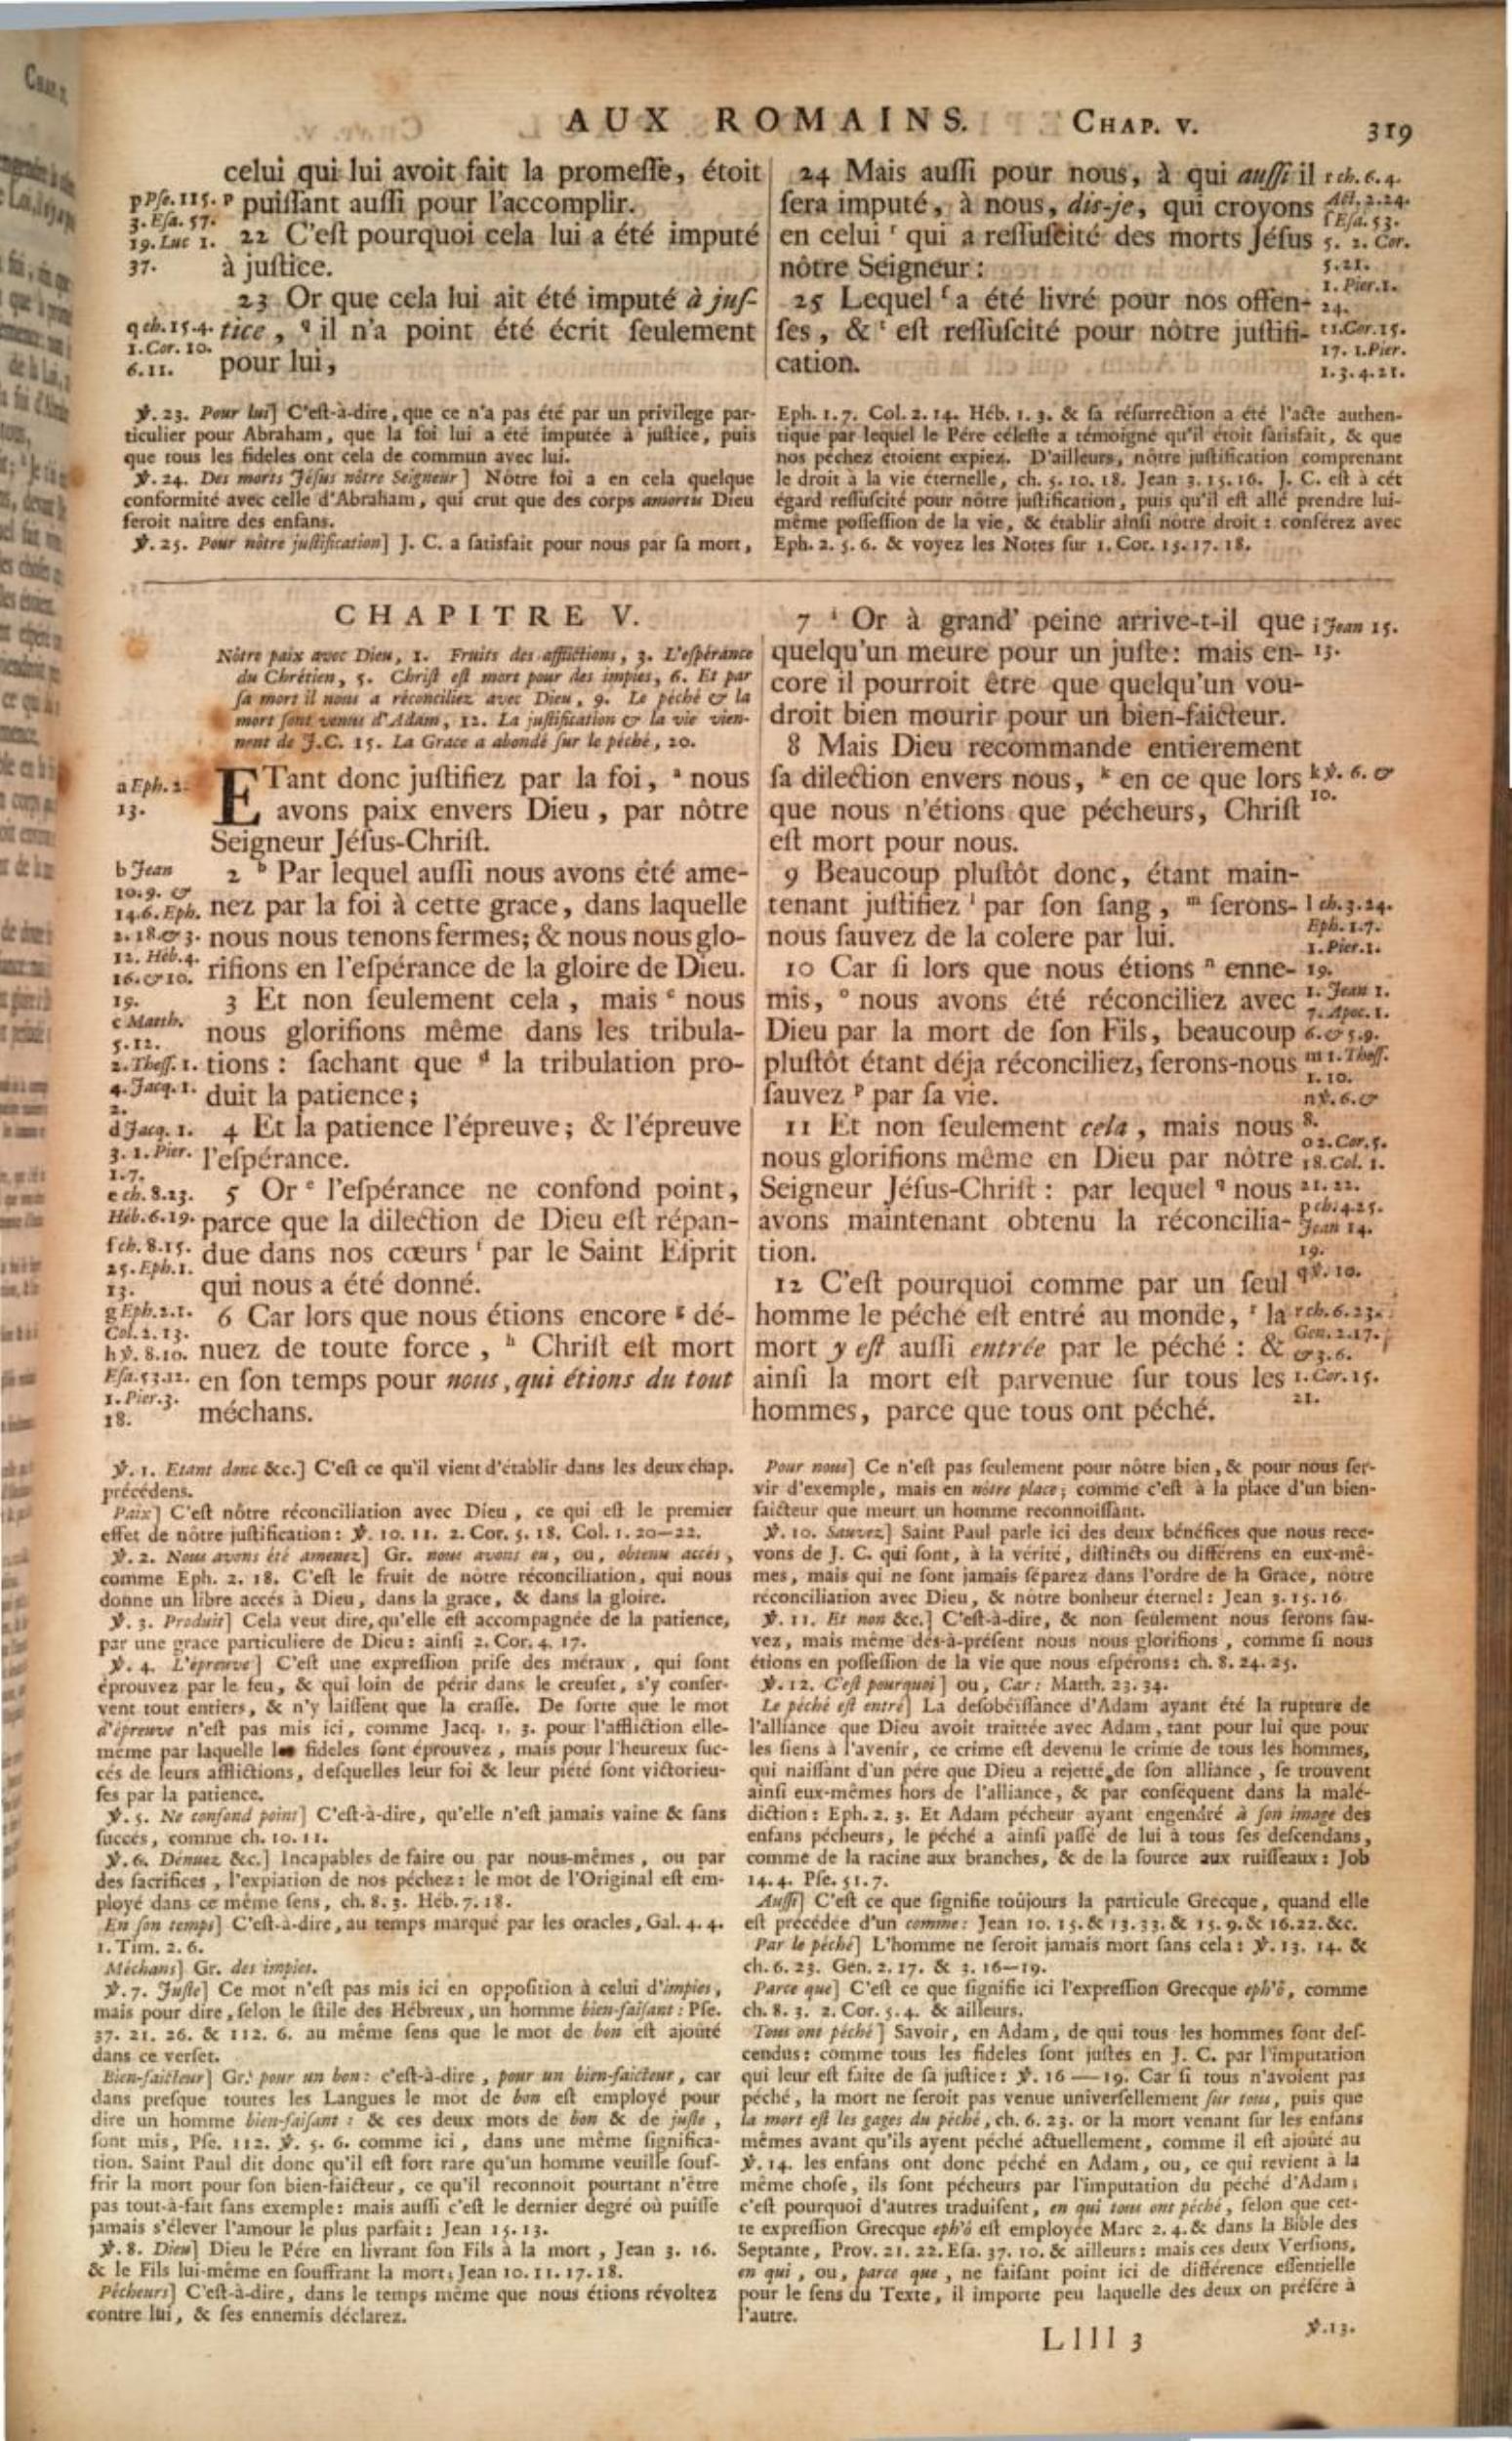 AUX ROMAINS. CHAP. V. 319
celui qui lui avoit fait la promeſſe, étoit
p puiſſant auſſi pour l'accomplir.
22 C'eſt pourquoi cela lui a été imputé
à juſtice.
23 Or que cela lui ait été imputé à juſ-
tice, q il n'a point été écrit ſeulement
pour lui,
p Pſe. 115.
3. Eſa. 57.
19. Luc 1.
37.
q ch. 15.4.
1. Cor. 10.
6. 11.
24 Mais auſſi pour nous, à qui auſſi il
ſera imputé, à nous, dis-je, qui croyons
en celui r qui a reſſuſcité des morts Jéſus
nôtre Seigneur:
25 Lequel ſ a été livré pour nos offen-
ſes, & t eſt reſſuſcité pour nôtre juſtifi-
cation.
r ch. 6. 4.
Act. 2. 24.
ſ Eſa. 53.
5. 2. Cor.
5. 21.
1. Pier. 1.
24.
t 1. Cor. 15.
17. 1. Pier.
1. 3. 4. 21.
℣. 23. Pour lui] C'eſt-à-dire, que ce n'a pas été par un privilege par-
ticulier pour Abraham, que la foi lui a été imputée à juſtice, puis
que tous les fideles ont cela de commun avec lui.
℣. 24. Des morts Jéſus nôtre Seigneur] Nôtre foi a en cela quelque
conformité avec celle d'Abraham, qui crut que des corps amortis Dieu
feroit naître des enfans.
℣. 25. Pour nôtre juſtification] J. C. a ſatisfait pour nous par ſa mort,
Eph. 1. 7. Col. 2. 14. Héb. 1. 3. & ſa réſurrection a été l'acte authen-
tique par lequel le Pére céleſte a témoigné qu'il étoit ſatisfait, & que
nos péchez étoient expiez. D'ailleurs, nôtre juſtification comprenant
le droit à la vie éternelle, ch. 5. 10. 18. Jean 3. 15. 16. J. C. eſt à cét
égard reſſuſcité pour nôtre juſtification, puis qu'il eſt allé prendre lui-
même poſſeſſion de la vie, & établir ainſi nôtre droit: conférez avec
Eph. 2. 5. 6. & voyez les Notes ſur 1. Cor. 15. 17. 18.
CHAPITRE V.
Nôtre paix avec Dieu, 1. Fruits des afflictions, 3. L'eſpérance
du Chrétien, 5. Chriſt eſt mort pour des impies, 6. Et par
ſa mort il nous a réconciliez avec Dieu, 9. Le péché & la
mort ſont venus d'Adam, 12. La juſtification & la vie vien-
nent de J.C. 15. La Grace a abondé ſur le péché, 20.
ETant donc juſtifiez par la foi, a nous
avons paix envers Dieu, par nôtre
Seigneur Jéſus-Chriſt.
2 b Par lequel auſſi nous avons été ame-
nez par la foi à cette grace, dans laquelle
nous nous tenons fermes; & nous nous glo-
rifions en l'eſpérance de la gloire de Dieu.
3 Et non ſeulement cela, mais c nous
nous glorifions même dans les tribula-
tions: ſachant que d la tribulation pro-
duit la patience;
4 Et la patience l'épreuve; & l'épreuve
l'eſpérance.
5 Or e l'eſpérance ne confond point,
parce que la dilection de Dieu eſt répan-
due dans nos cœurs f par le Saint Eſprit
qui nous a été donné.
6 Car lors que nous étions encore g dé-
nuez de toute force, h Chriſt eſt mort
en ſon temps pour nous, qui étions du tout
méchans.
a Eph. 2.
13.
b Jean
10. 9. &
14. 6. Eph.
2. 18. & 3.
12. Héb. 4.
16. & 10.
19.
c Matth.
5. 12.
2. Theſſ. 1.
4. Jacq. 1.
2.
d Jacq. 1.
3. 1. Pier.
1. 7.
e ch. 8. 23.
Héb. 6. 19.
f ch. 8. 15.
25. Eph. 1.
13.
g Eph. 2. 1.
Col. 2. 13.
h ℣. 8. 10.
Eſa. 53. 12.
1. Pier. 3.
18.
7 i Or à grand' peine arrive-t-il que
quelqu'un meure pour un juſte: mais en-
core il pourroit être que quelqu'un vou-
droit bien mourir pour un bien-faicteur.
8 Mais Dieu recommande entierement
ſa dilection envers nous, k en ce que lors
que nous n'étions que pécheurs, Chriſt
eſt mort pour nous.
9 Beaucoup pluſtôt donc, étant main-
tenant juſtifiez l par ſon ſang, m ſerons-
nous ſauvez de la colere par lui.
10 Car ſi lors que nous étions n enne-
mis, o nous avons été réconciliez avec
Dieu par la mort de ſon Fils, beaucoup
pluſtôt étant déja réconciliez, ſerons-nous
ſauvez p par ſa vie.
11 Et non ſeulement cela, mais nous
nous glorifions même en Dieu par nôtre
Seigneur Jéſus-Chriſt: par lequel q nous
avons maintenant obtenu la réconcilia-
tion.
12 C'eſt pourquoi comme par un ſeul
homme le péché eſt entré au monde, r la
mort y eſt auſſi entrée par le péché: &
ainſi la mort eſt parvenue ſur tous les
hommes, parce que tous ont péché.
i Jean 15.
13.
k ℣. 6. &
10.
l ch. 3. 24.
Eph. 1. 7.
1. Pier. 1.
19.
1. Jean 1.
7. Apoc. 1.
6. & 5. 9.
m 1. Theſſ.
1. 10.
n ℣. 6. &
8.
o 2. Cor. 5.
18. Col. 1.
21. 22.
p ch. 4. 25.
Jean 14.
19.
q ℣. 10.
r ch. 6. 23.
Gen. 2. 17.
& 3. 6.
1. Cor. 15.
21.
℣. 1. Etant donc &c.] C'eſt ce qu'il vient d'établir dans les deux chap.
précédens.
Paix] C'eſt nôtre réconciliation avec Dieu, ce qui eſt le premier
effet de nôtre juſtification: ℣. 10. 11. 2. Cor. 5. 18. Col. 1. 20—22.
℣. 2. Nous avons été amenez] Gr. nous avons eu, ou, obtenu accés,
comme Eph. 2. 18. C'eſt le fruit de nôtre réconciliation, qui nous
donne un libre accés à Dieu, dans la grace, & dans la gloire.
℣. 3. Produit] Cela veut dire, qu'elle eſt accompagnée de la patience,
par une grace particuliere de Dieu: ainſi 2. Cor. 4. 17.
℣. 4. L'épreuve] C'eſt une expreſſion priſe des métaux, qui ſont
éprouvez par le feu, & qui loin de périr dans le creuſet, s'y conſer-
vent tout entiers, & n'y laiſſent que la craſſe. De ſorte que le mot
d'épreuve n'eſt pas mis ici, comme Jacq. 1. 3. pour l'affliction elle-
même par laquelle les fideles ſont éprouvez, mais pour l'heureux ſuc-
cés de leurs afflictions, deſquelles leur foi & leur piété ſont victorieu-
ſes par la patience.
℣. 5. Ne confond point] C'eſt-à-dire, qu'elle n'eſt jamais vaine & ſans
ſuccés, comme ch. 10. 11.
℣. 6. Dénuez &c.] Incapables de faire ou par nous-mêmes, ou par
des ſacrifices, l'expiation de nos péchez: le mot de l'Original eſt em-
ployé dans ce même ſens, ch. 8. 3. Héb. 7. 18.
En ſon temps] C'eſt-à-dire, au temps marqué par les oracles, Gal. 4. 4.
1. Tim. 2. 6.
Méchans] Gr. des impies.
℣. 7. Juſte] Ce mot n'eſt pas mis ici en oppoſition à celui d'impies,
mais pour dire, ſelon le ſtile des Hébreux, un homme bien-faiſant: Pſe.
37. 21. 26. & 112. 6. au même ſens que le mot de bon eſt ajoûté
dans ce verſet.
Bien-faicteur] Gr. pour un bon: c'eſt-à-dire, pour un bien-faicteur, car
dans preſque toutes les Langues le mot de bon eſt employé pour
dire un homme bien-faiſant: & ces deux mots de bon & de juſte,
ſont mis, Pſe. 112. ℣. 5. 6. comme ici, dans une même ſignifica-
tion. Saint Paul dit donc qu'il eſt fort rare qu'un homme veuille ſouf-
frir la mort pour ſon bien-faicteur, ce qu'il reconnoit pourtant n'être
pas tout-à-fait ſans exemple: mais auſſi c'eſt le dernier degré où puiſſe
jamais s'élever l'amour le plus parfait: Jean 15. 13.
℣. 8. Dieu] Dieu le Pére en livrant ſon Fils à la mort, Jean 3. 16.
& le Fils lui-même en ſouffrant la mort; Jean 10. 11. 17. 18.
Pécheurs] C'eſt-à-dire, dans le temps même que nous étions révoltez
contre lui, & ſes ennemis déclarez.
Pour nous] Ce n'eſt pas ſeulement pour nôtre bien, & pour nous ſer-
vir d'exemple, mais en nôtre place; comme c'eſt à la place d'un bien-
faicteur que meurt un homme reconnoiſſant.
℣. 10. Sauvez] Saint Paul parle ici des deux bénéfices que nous rece-
vons de J. C. qui ſont, à la vérité, diſtincts ou différens en eux-mê-
mes, mais qui ne ſont jamais ſéparez dans l'ordre de la Grace, nôtre
réconciliation avec Dieu, & nôtre bonheur éternel: Jean 3. 15. 16.
℣. 11. Et non &c.] C'eſt-à-dire, & non ſeulement nous ſerons ſau-
vez, mais même dés-à-préſent nous nous glorifions, comme ſi nous
étions en poſſeſſion de la vie que nous eſpérons: ch. 8. 24. 25.
℣. 12. C'eſt pourquoi] ou, Car: Matth. 23. 34.
Le péché eſt entré] La deſobéiſſance d'Adam ayant été la rupture de
l'alliance que Dieu avoit traittée avec Adam, tant pour lui que pour
les ſiens à l'avenir, ce crime eſt devenu le crime de tous les hommes,
qui naiſſant d'un pére que Dieu a rejetté de ſon alliance, ſe trouvent
ainſi eux-mêmes hors de l'alliance, & par conſéquent dans la malé-
diction: Eph. 2. 3. Et Adam pécheur ayant engendré à ſon image des
enfans pécheurs, le péché a ainſi paſſé de lui à tous ſes deſcendans,
comme de la racine aux branches, & de la ſource aux ruiſſeaux: Job
14. 4. Pſe. 51. 7.
Auſſi] C'eſt ce que ſignifie toûjours la particule Grecque, quand elle
eſt précédée d'un comme: Jean 10. 15. & 13. 33. & 15. 9. & 16. 22. &c.
Par le péché] L'homme ne ſeroit jamais mort ſans cela: ℣. 13. 14. &
ch. 6. 23. Gen. 2. 17. & 3. 16—19.
Parce que] C'eſt ce que ſignifie ici l'expreſſion Grecque eph'ô, comme
ch. 8. 3. 2. Cor. 5. 4. & ailleurs.
Tous ont péché] Savoir, en Adam, de qui tous les hommes ſont deſ-
cendus: comme tous les fideles ſont juſtes en J. C. par l'imputation
qui leur eſt faite de ſa juſtice: ℣. 16—19. Car ſi tous n'avoient pas
péché, la mort ne ſeroit pas venue univerſellement ſur tous, puis que
la mort eſt les gages du péché, ch. 6. 23. or la mort venant ſur les enfans
mêmes avant qu'ils ayent péché actuellement, comme il eſt ajoûté au
℣. 14. les enfans ont donc péché en Adam, ou, ce qui revient à la
même choſe, ils ſont pécheurs par l'imputation du péché d'Adam;
c'eſt pourquoi d'autres traduiſent, en qui tous ont péché, ſelon que cet-
te expreſſion Grecque eph'ô eſt employée Marc 2. 4. & dans la Bible des
Septante, Prov. 21. 22. Eſa. 37. 10. & ailleurs: mais ces deux Verſions,
en qui, ou, parce que, ne faiſant point ici de différence eſſentielle
pour le ſens du Texte, il importe peu laquelle des deux on préfére à
l'autre.
Llll 3
℣. 13.